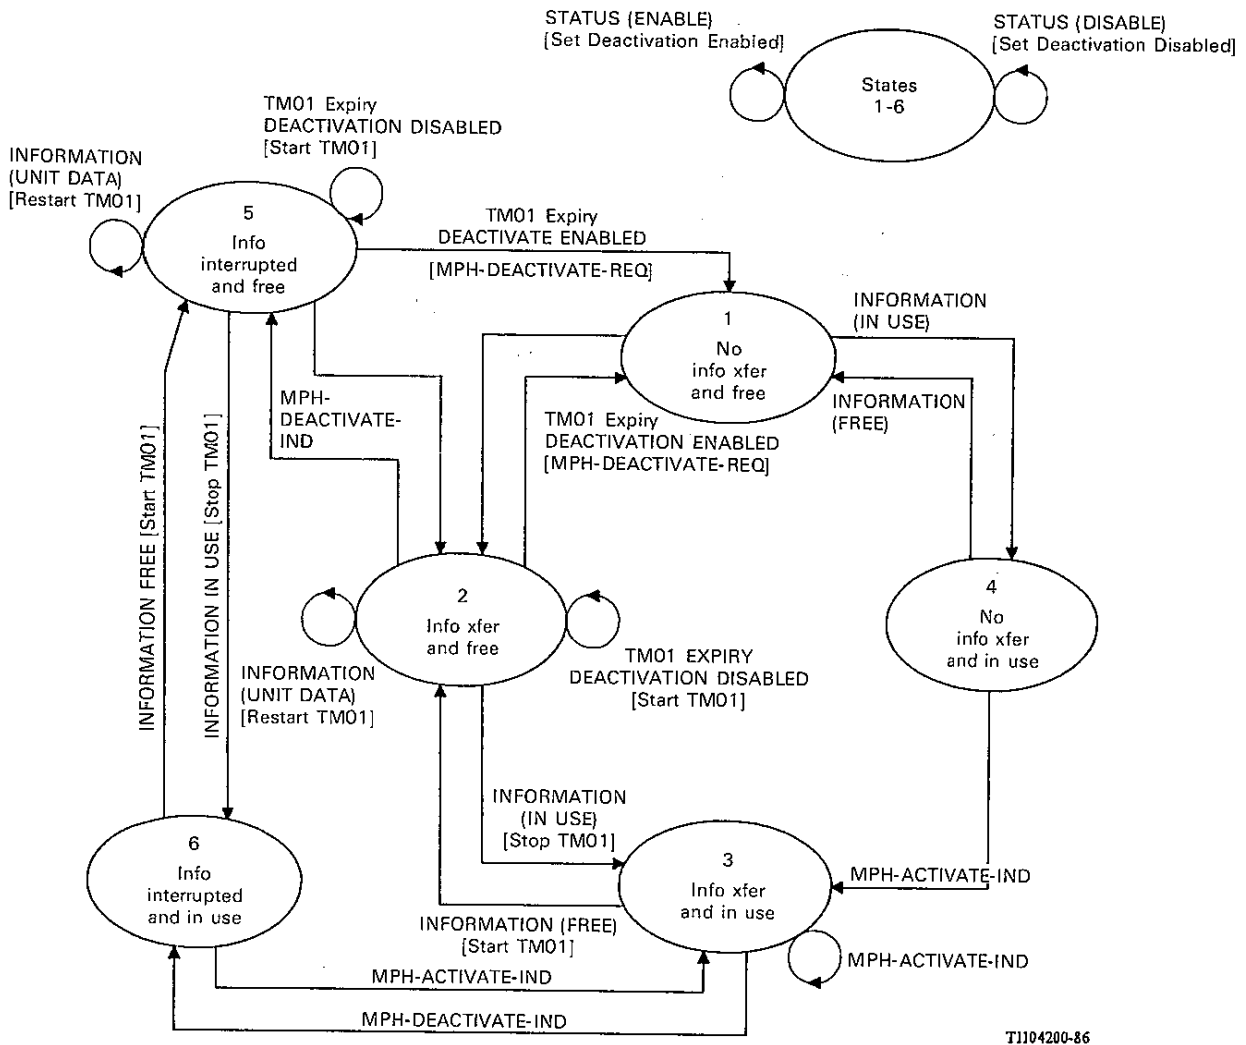 STATUS (ENABLE)
[Set Deactivation Enabled]
STATUS (DISABLE)
[Set Deactivation Disabled]
States
1-6
TM01 Expiry
DEACTIVATION DISABLED
[Start TM01]
INFORMATION
(UNIT DATA)
[Restart TM01]
5
Info
interrupted
and free
TM01 Expiry
DEACTIVATE ENABLED
[MPH-DEACTIVATE-REQ]
1
No
info xfer
and free
INFORMATION
(IN USE)
INFORMATION
(FREE)
MPH-
DEACTIVATE-
IND
TM01 Expiry
DEACTIVATION ENABLED
[MPH-DEACTIVATE-REQ]
INFORMATION FREE [Start TM01]
INFORMATION IN USE [Stop TM01]
2
Info xfer
and free
4
No
info xfer
and in use
INFORMATION
(UNIT DATA)
[Restart TM01]
TM01 EXPIRY
DEACTIVATION DISABLED
[Start TM01]
INFORMATION
(IN USE)
[Stop TM01]
6
Info
interrupted
and in use
3
Info xfer
and in use
MPH-ACTIVATE-IND
INFORMATION (FREE)
[Start TM01]
MPH-ACTIVATE-IND
MPH-ACTIVATE-IND
MPH-DEACTIVATE-IND
T1104200-86